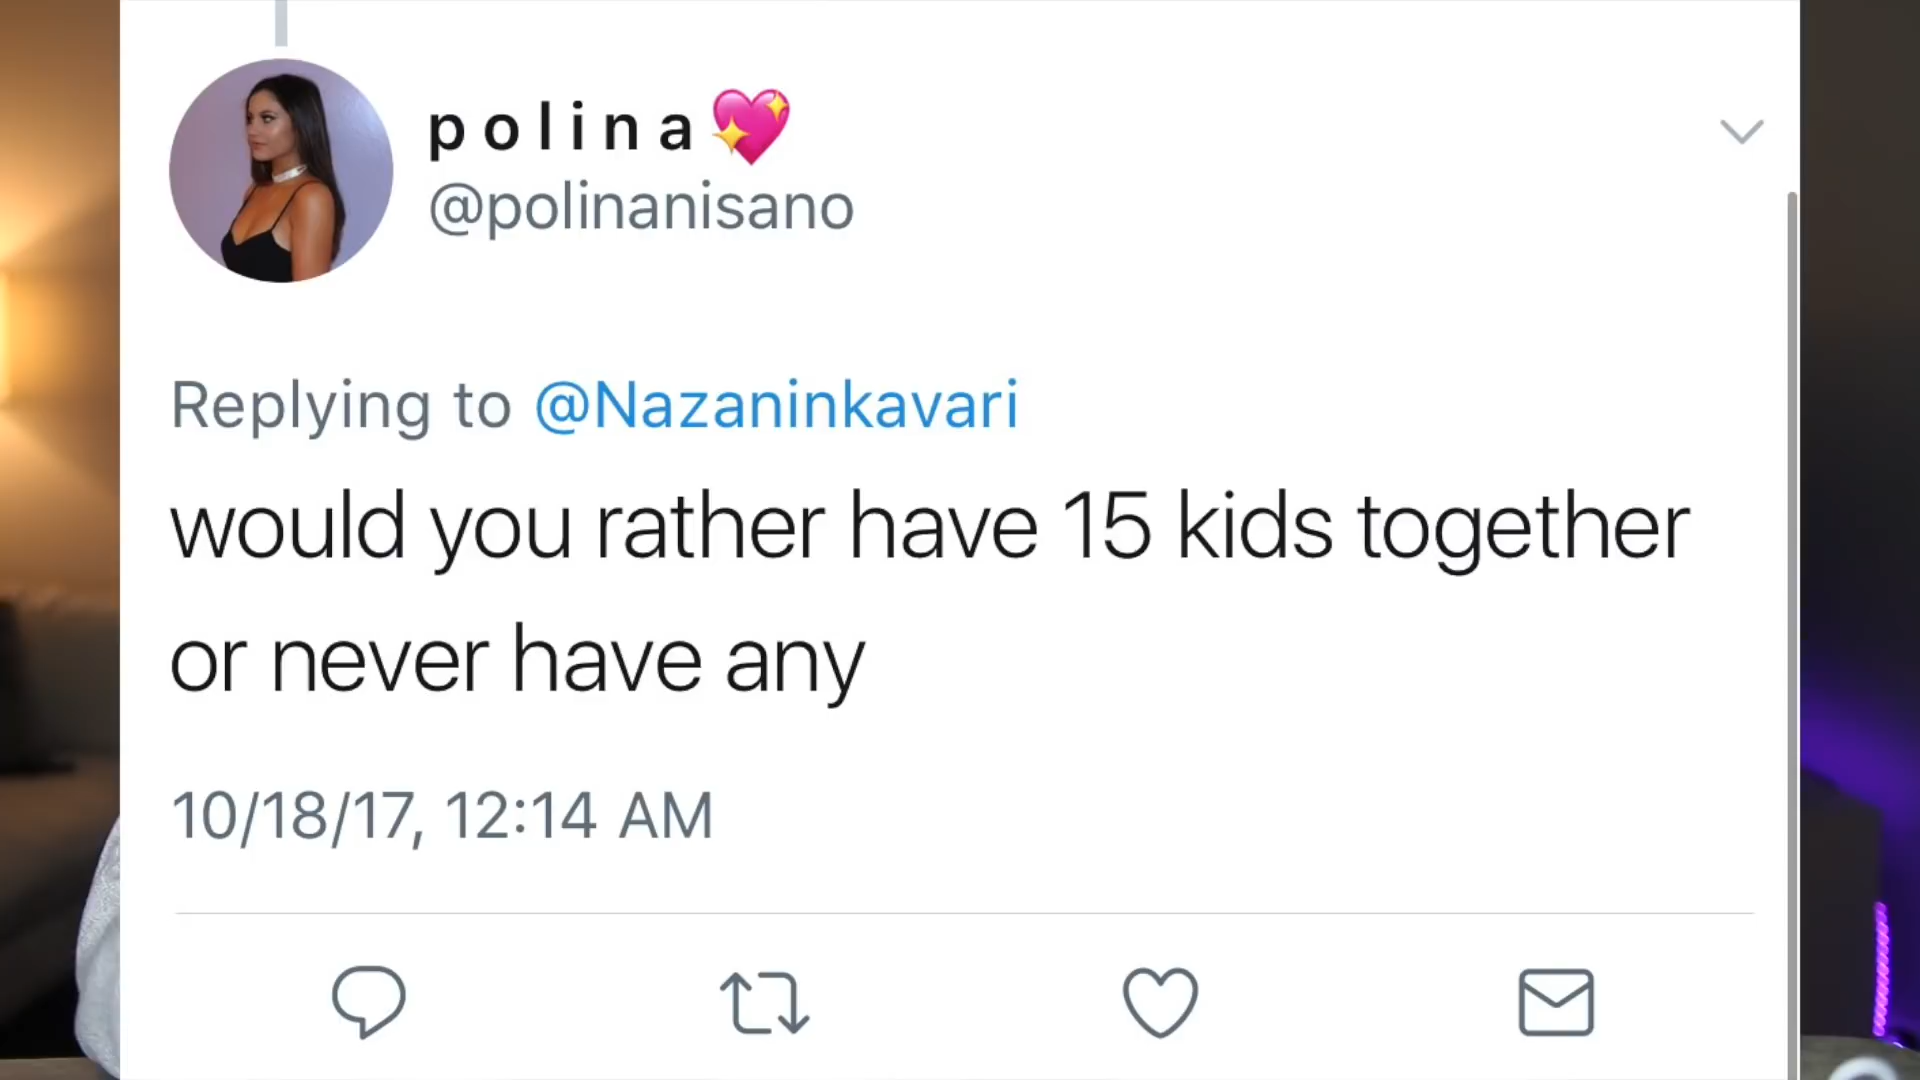 polina💖
@polinanisano
Replying to @Nazaninkavari
would you rather have 15 kids together
or never have any
10/18/17, 12:14 AM